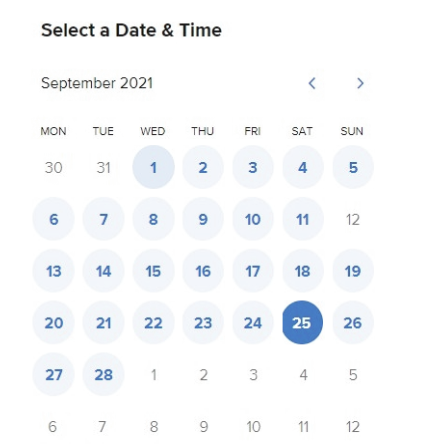 Select a Date & Time
September 2021
MON TUE WED THU FRI SAT SUN
30 31 1 2 3 4 5
6 7 8 9 10 11 12
13 14 15 16 17 18 19
20 21 22 23 24 25 26
27 28 1 2 3 4 5
6 7 8 9 10 11 12